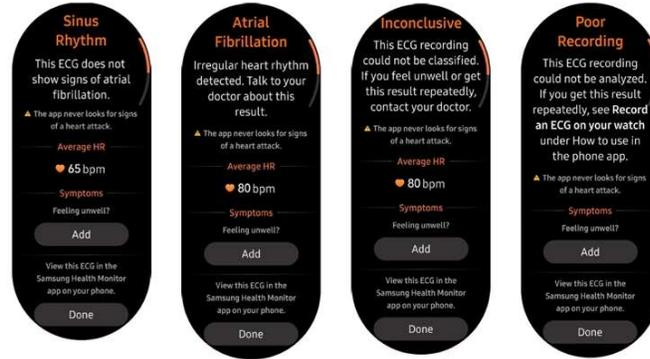 Sinus
Rhythm
This ECG does not
show signs of atrial
fibrillation.
⚠ The app never looks for signs
of a heart attack.
Average HR
65 bpm
Symptoms
Feeling unwell?
Add
View this ECG in the
Samsung Health Monitor
app on your phone.
Done
Atrial
Fibrillation
Irregular heart rhythm
detected. Talk to your
doctor about this
result.
⚠ The app never looks for signs
of a heart attack.
Average HR
80 bpm
Symptoms
Feeling unwell?
Add
View this ECG in the
Samsung Health Monitor
app on your phone.
Done
Inconclusive
This ECG recording
could not be classified.
If you feel unwell or get
this result repeatedly,
contact your doctor.
⚠ The app never looks for signs
of a heart attack.
Average HR
80 bpm
Symptoms
Feeling unwell?
Add
View this ECG in the
Samsung Health Monitor
app on your phone.
Done
Poor
Recording
This ECG recording
could not be analyzed.
If you get this result
repeatedly, see Record
an ECG on your watch
under How to use in
the phone app.
⚠ The app never looks for signs
of a heart attack.
Symptoms
Feeling unwell?
Add
View this ECG in the
Samsung Health Monitor
app on your phone.
Done